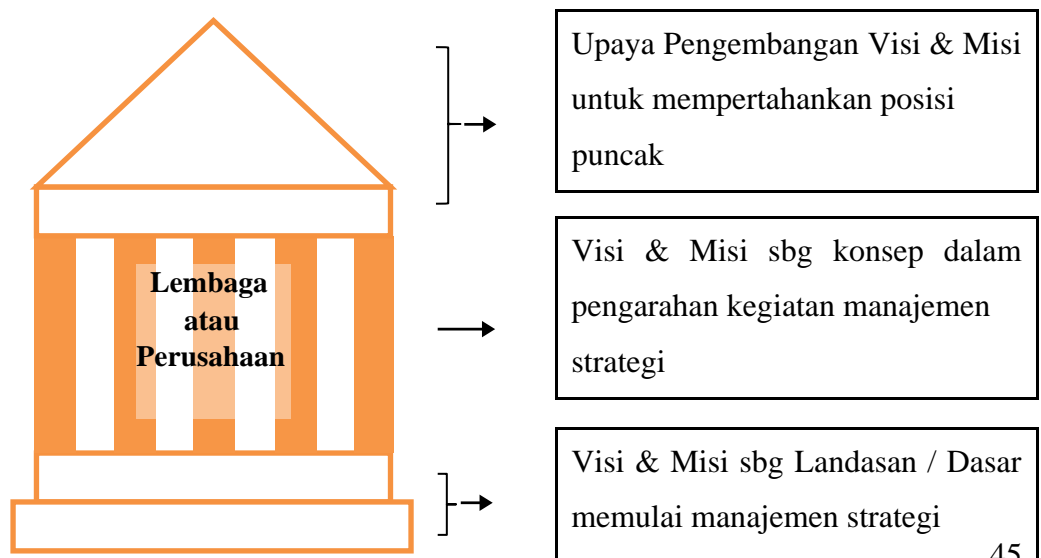 Upaya Pengembangan Visi & Misi
untuk mempertahankan posisi
puncak
Lembaga
atau
Perusahaan
Visi & Misi sbg konsep dalam
pengarahan kegiatan manajemen
strategi
Visi & Misi sbg Landasan / Dasar
memulai manajemen strategi
45